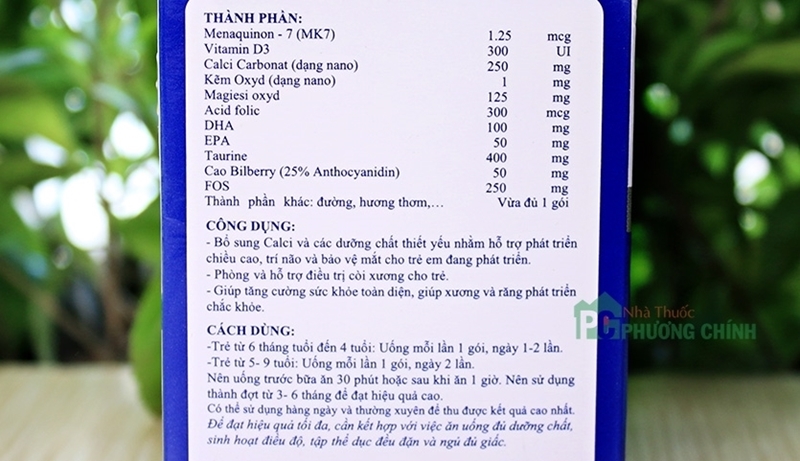 THÀNH PHẦN:
Menaquinon - 7 (MK7) 1.25 mcg
Vitamin D3 300 UI
Calci Carbonat (dạng nano) 250 mg
Kẽm Oxyd (dạng nano) 1 mg
Magiesi oxyd 125 mg
Acid folic 300 mcg
DHA 100 mg
EPA 50 mg
Taurine 400 mg
Cao Bilberry (25% Anthocyanidin) 50 mg
FOS 250 mg
Thành phần khác: đường, hương thơm,... Vừa đủ 1 gói
CÔNG DỤNG:
- Bổ sung Calci và các dưỡng chất thiết yếu nhằm hỗ trợ phát triển
chiều cao, trí não và bảo vệ mắt cho trẻ em đang phát triển.
- Phòng và hỗ trợ điều trị còi xương cho trẻ.
- Giúp tăng cường sức khỏe toàn diện, giúp xương và răng phát triển
chắc khỏe.
CÁCH DÙNG:
-Trẻ từ 6 tháng tuổi đến 4 tuổi: Uống mỗi lần 1 gói, ngày 1-2 lần.
-Trẻ từ 5- 9 tuổi: Uống mỗi lần 1 gói, ngày 2 lần.
Nên uống trước bữa ăn 30 phút hoặc sau khi ăn 1 giờ. Nên sử dụng
thành đợt từ 3- 6 tháng để đạt hiệu quả cao.
Có thể sử dụng hàng ngày và thường xuyên để thu được kết quả cao nhất.
Để đạt hiệu quả tối đa, cần kết hợp với việc ăn uống đủ dưỡng chất,
sinh hoạt điều độ, tập thể dục đều đặn và ngủ đủ giấc.
PC Nhà Thuốc
PHƯƠNG CHÍNH